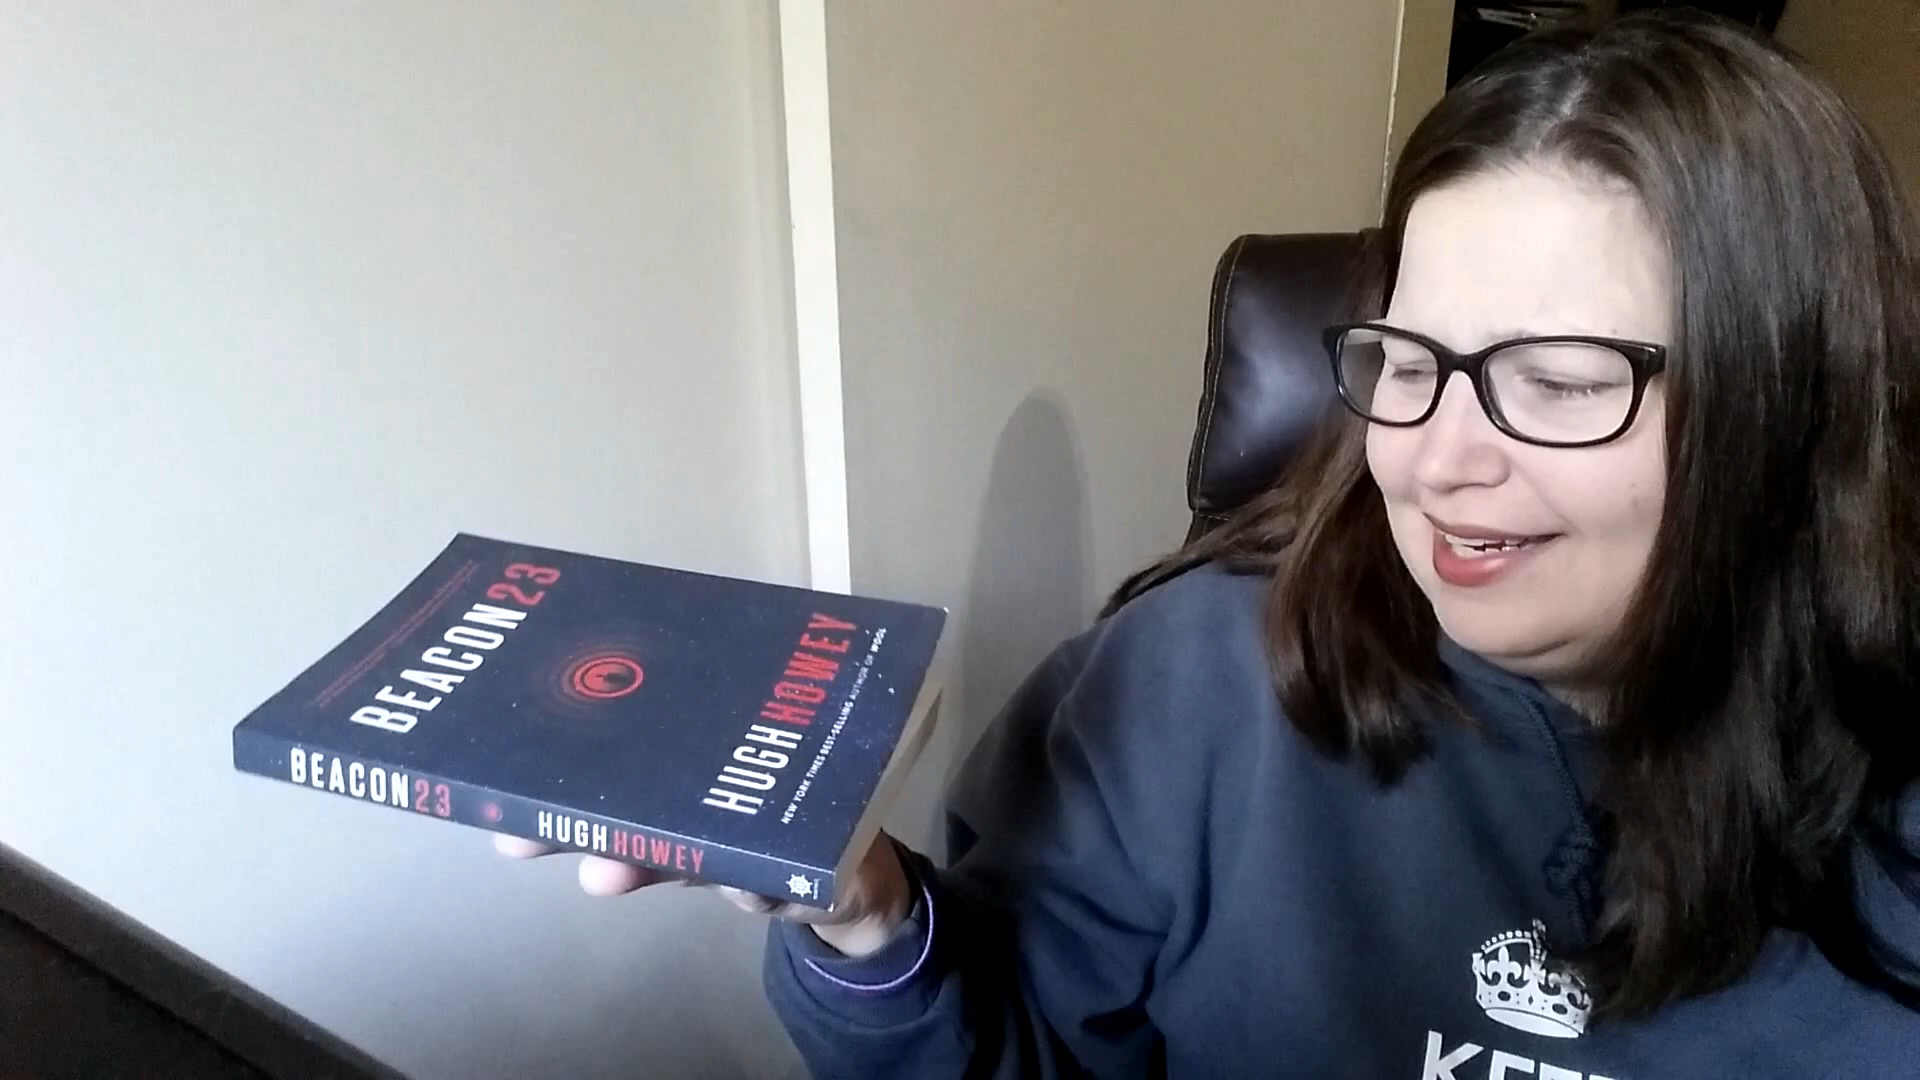 BEACON 23
HUGH HOWEY
NEW YORK TIMES BEST-SELLING AUTHOR OF WOOL
BEACON 23
HUGH HOWEY